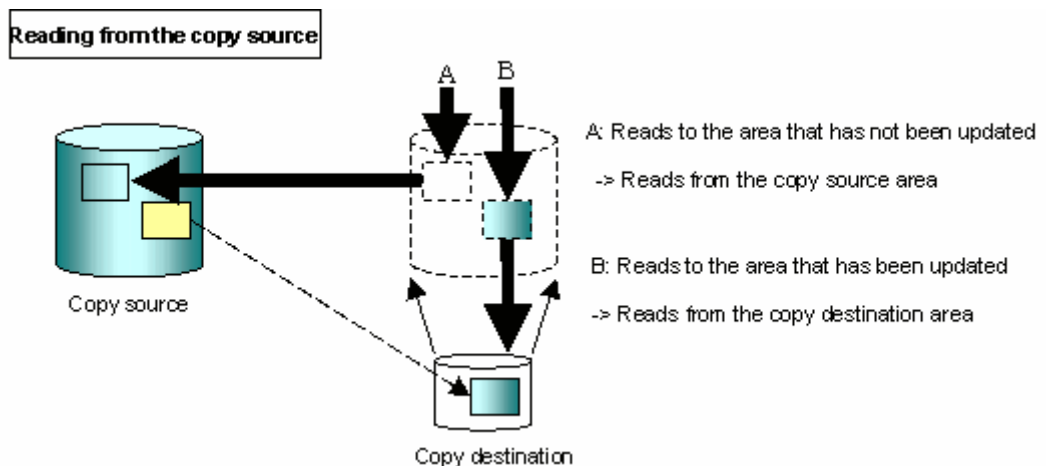 Reading from the copy source
A B
A: Reads to the area that has not been updated
-> Reads from the copy source area
B: Reads to the area that has been updated
Copy source
-> Reads from the copy destination area
Copy destination